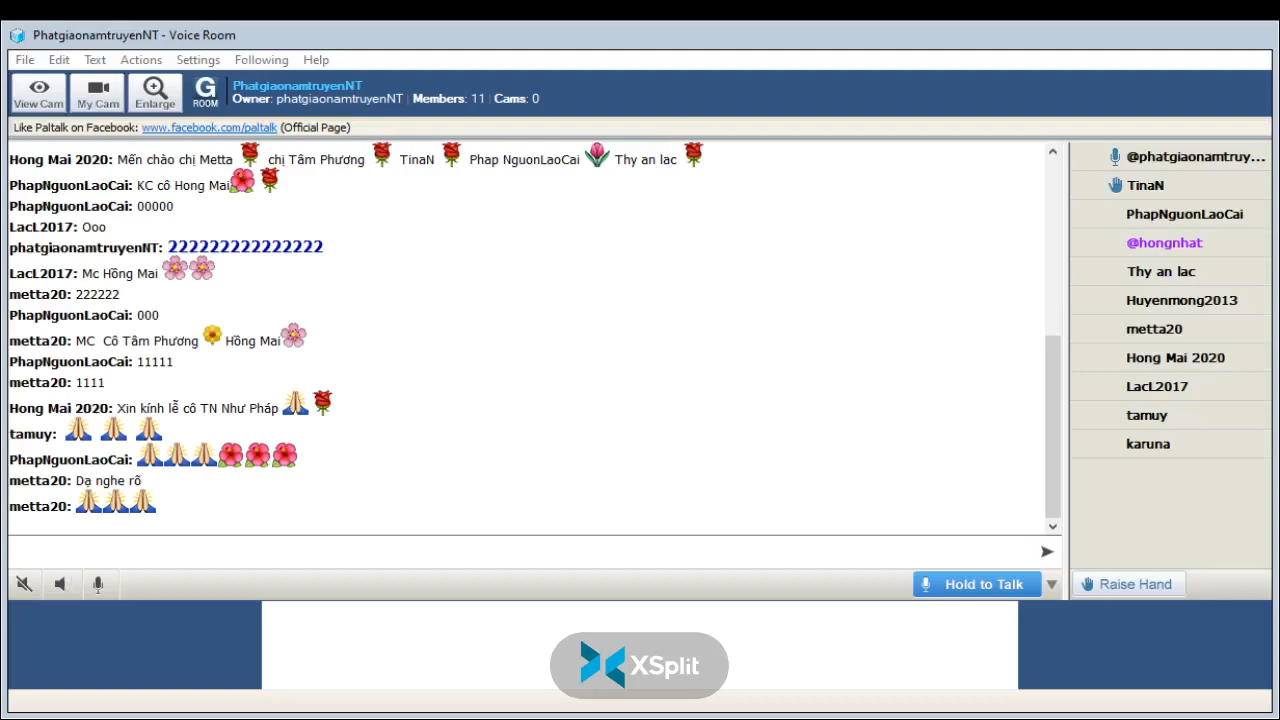 PhatgiaonamtruyenNT - Voice Room
File Edit Text Actions Settings Following Help
View Cam My Cam Enlarge G ROOM
PhatgiaonamtruyenNT
Owner: phatgiaonamtruyenNT Members: 11 Cams: 0
Like Paltalk on Facebook: www.facebook.com/paltalk (Official Page)
Hong Mai 2020: Mến chào chị Metta chị Tâm Phương TinaN Phap NguonLaoCai Thy an lac
PhapNguonLaoCai: KC cô Hong Mai
PhapNguonLaoCai: 00000
LacL2017: Ooo
phatgiaonamtruyenNT: 222222222222222
LacL2017: Mc Hồng Mai
metta20: 222222
PhapNguonLaoCai: 000
metta20: MC Cô Tâm Phương Hồng Mai
PhapNguonLaoCai: 11111
metta20: 1111
Hong Mai 2020: Xin kính lễ cô TN Như Pháp
tamuy:
PhapNguonLaoCai:
metta20: Dạ nghe rõ
metta20:
@phatgiaonamtruy...
TinaN
PhapNguonLaoCai
@hongnhat
Thy an lac
Huyenmong2013
metta20
Hong Mai 2020
LacL2017
tamuy
karuna
Hold to Talk
Raise Hand
XSplit